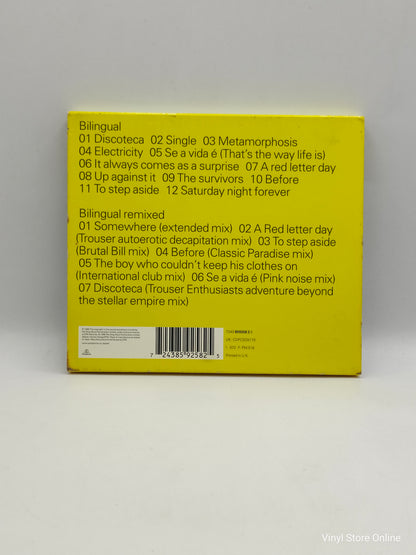 Bilingual
01 Discoteca 02 Single 03 Metamorphosis
04 Electricity 05 Se a vida é (That's the way life is)
06 It always comes as a surprise 07 A red letter day
08 Up against it 09 The survivors 10 Before
11 To step aside 12 Saturday night forever
Bilingual remixed
01 Somewhere (extended mix) 02 A Red letter day
(Trouser autoerotic decapitation mix) 03 To step aside
(Brutal Bill mix) 04 Before (Classic Paradise mix)
05 The boy who couldn't keep his clothes on
(International club mix) 06 Se a vida é (Pink noise mix)
07 Discoteca (Trouser Enthusiasts adventure beyond
the stellar empire mix)
7 24385 92582 5
Printed in U.K.
Vinyl Store Online